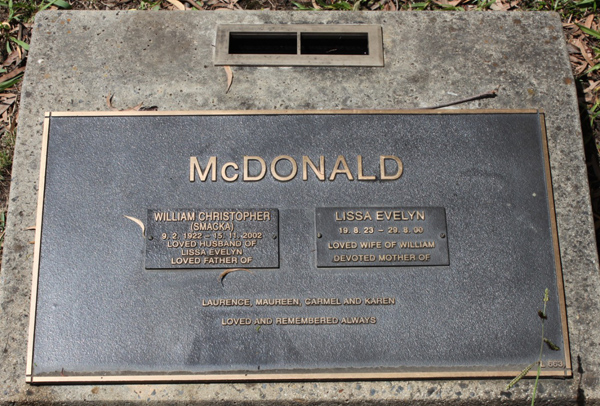 McDONALD
WILLIAM CHRISTOPHER
(SMACKA)
9. 2. 1922 - 15. 11. 2002
LOVED HUSBAND OF
LISSA EVELYN
LOVED FATHER OF
LISSA EVELYN
19. 8. 23 - 29. 8.
LOVED WIFE OF WILLIAM
DEVOTED MOTHER OF
LAURENCE, MAUREEN, CARMEL AND KAREN
LOVED AND REMEMBERED ALWAYS